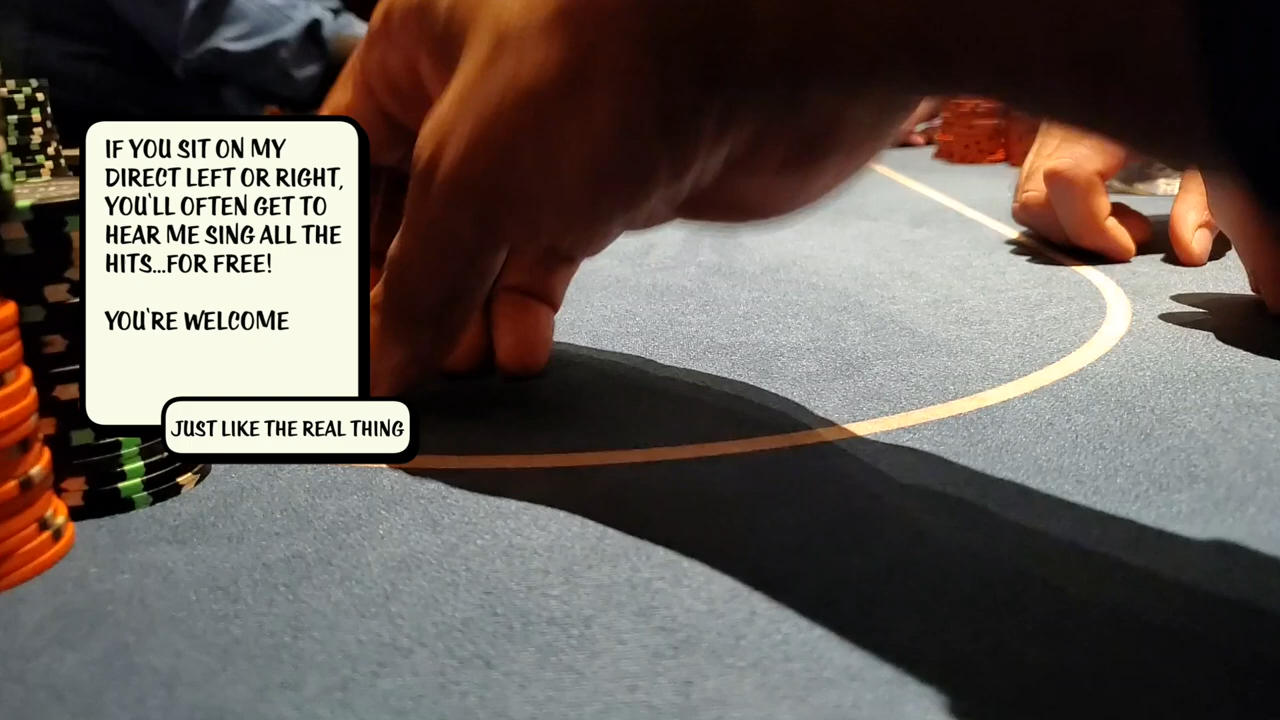 IF YOU SIT ON MY
DIRECT LEFT OR RIGHT,
YOU'LL OFTEN GET TO
HEAR ME SING ALL THE
HITS...FOR FREE!
YOU'RE WELCOME
JUST LIKE THE REAL THING